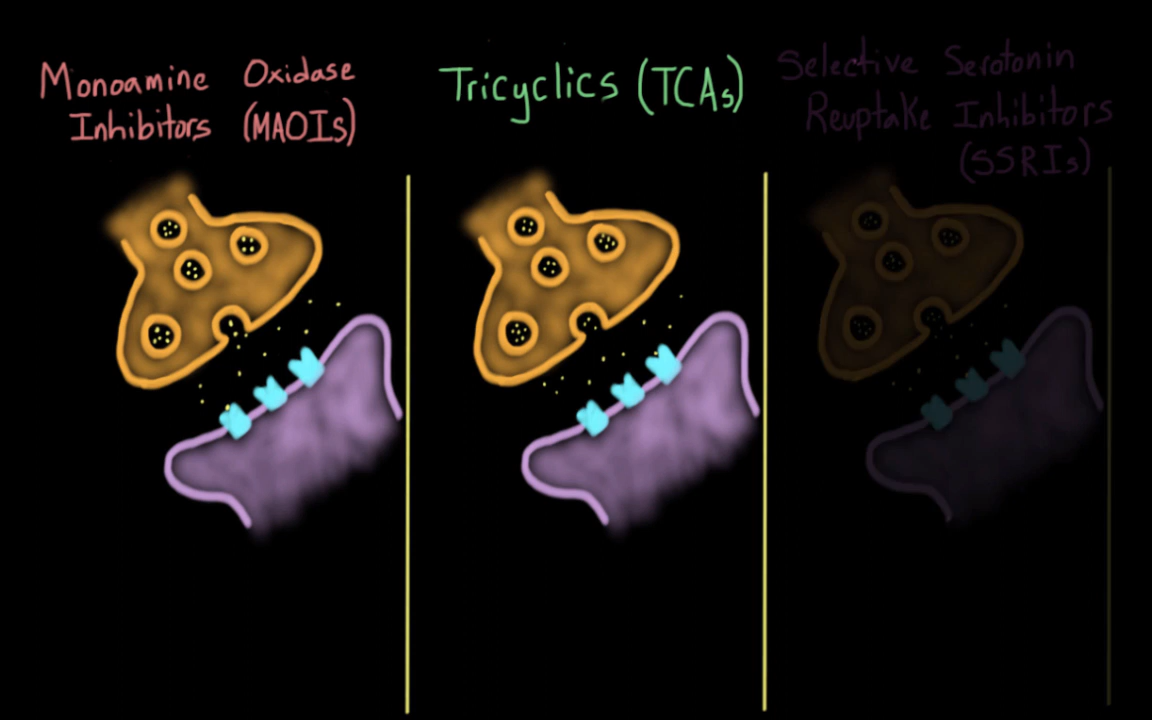 Monoamine Oxidase
Inhibitors (MAOIs)
Tricyclics (TCAs)
Selective Serotonin
Reuptake Inhibitors
(SSRIs)